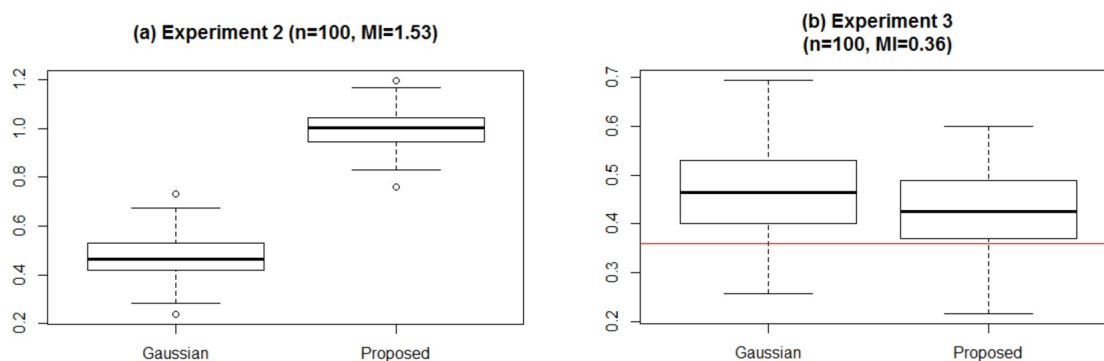 (a) Experiment 2 (n=100, MI=1.53)
1.2
1.0
0.8
0.6
0.4
0.2
Gaussian Proposed
(b) Experiment 3
(n=100, MI=0.36)
0.7
0.6
0.5
0.4
0.3
0.2
Gaussian Proposed